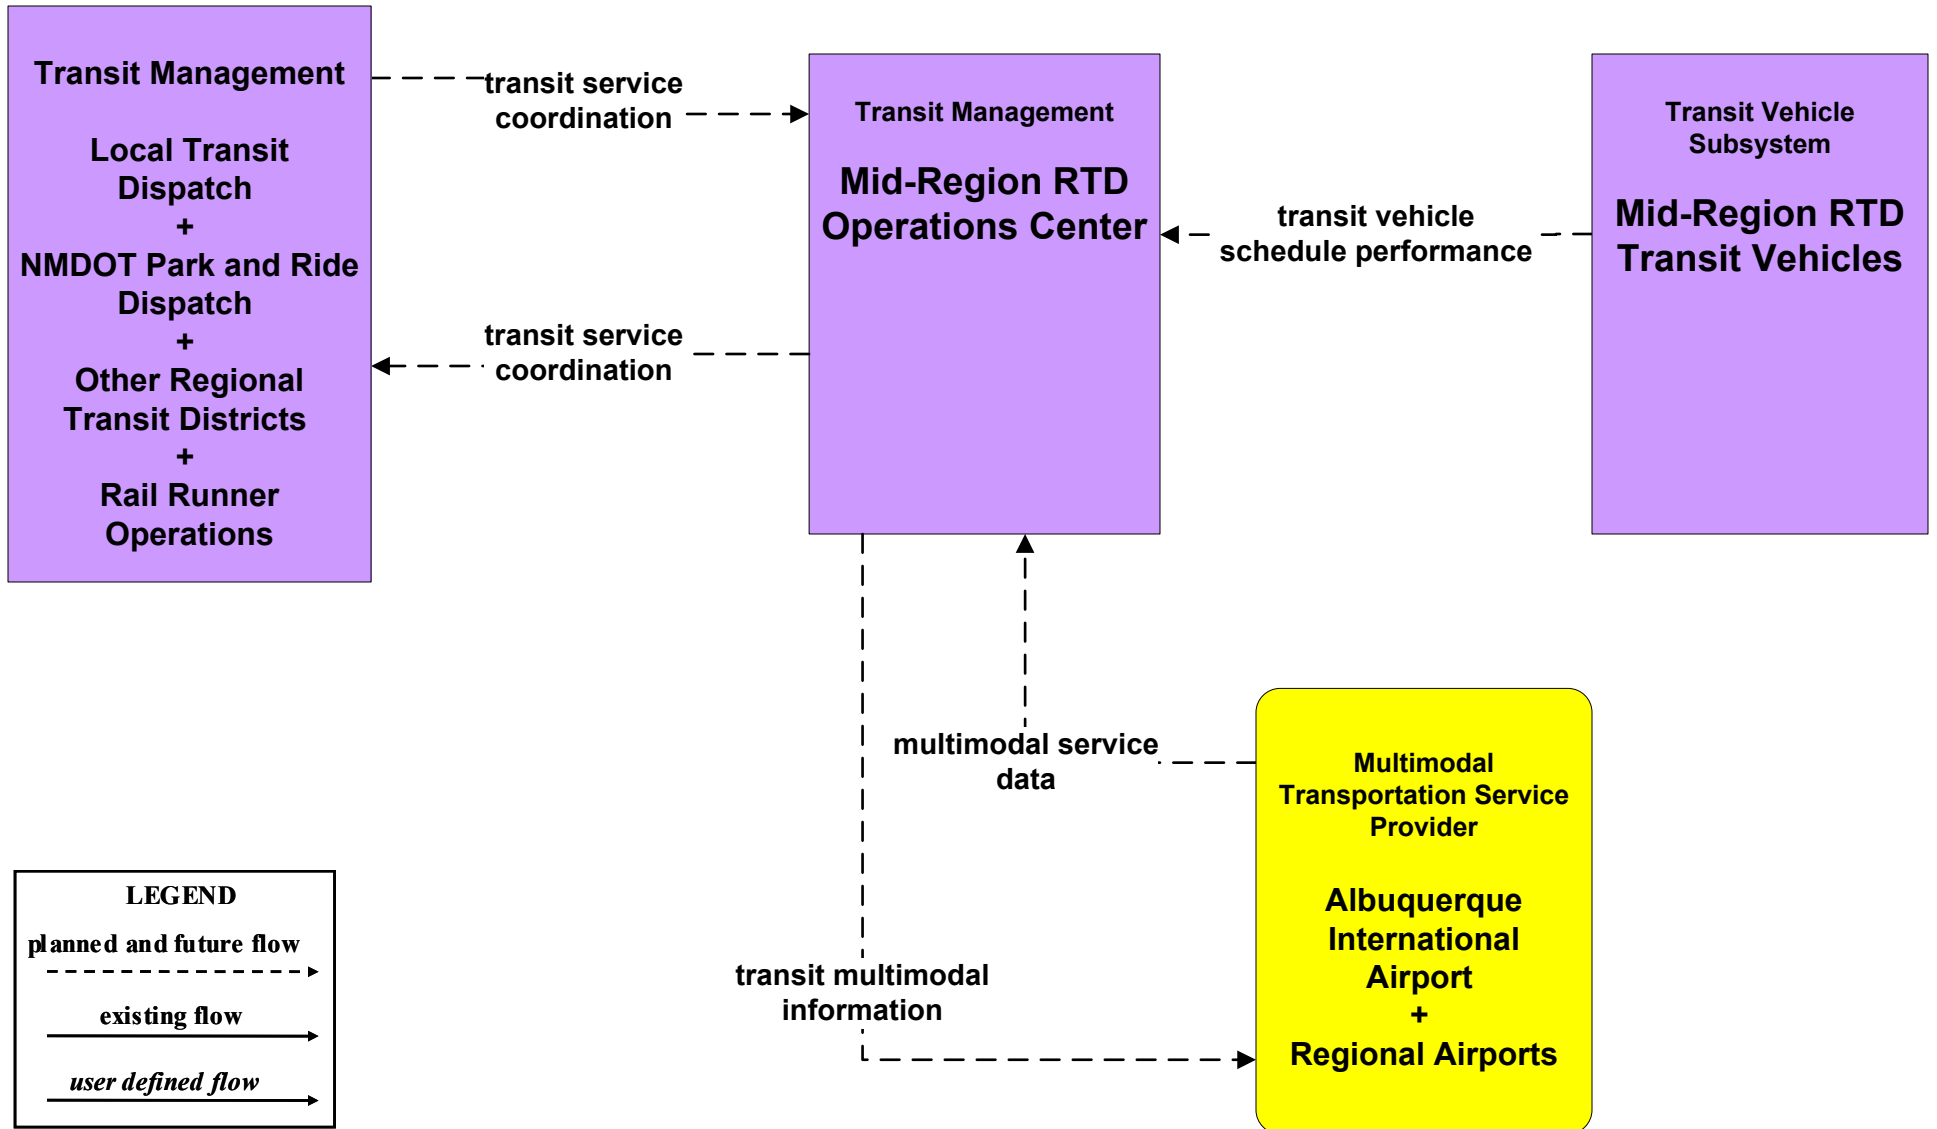 Transit Management
Local Transit
Dispatch
+
NMDOT Park and Ride
Dispatch
+
Other Regional
Transit Districts
+
Rail Runner
Operations
transit service
coordination
transit service
coordination
Transit Management
Mid-Region RTD
Operations Center
transit vehicle
schedule performance
Transit Vehicle
Subsystem
Mid-Region RTD
Transit Vehicles
multimodal service
data
transit multimodal
information
Multimodal
Transportation Service
Provider
Albuquerque
International
Airport
+
Regional Airports
LEGEND
planned and future flow
existing flow
user defined flow